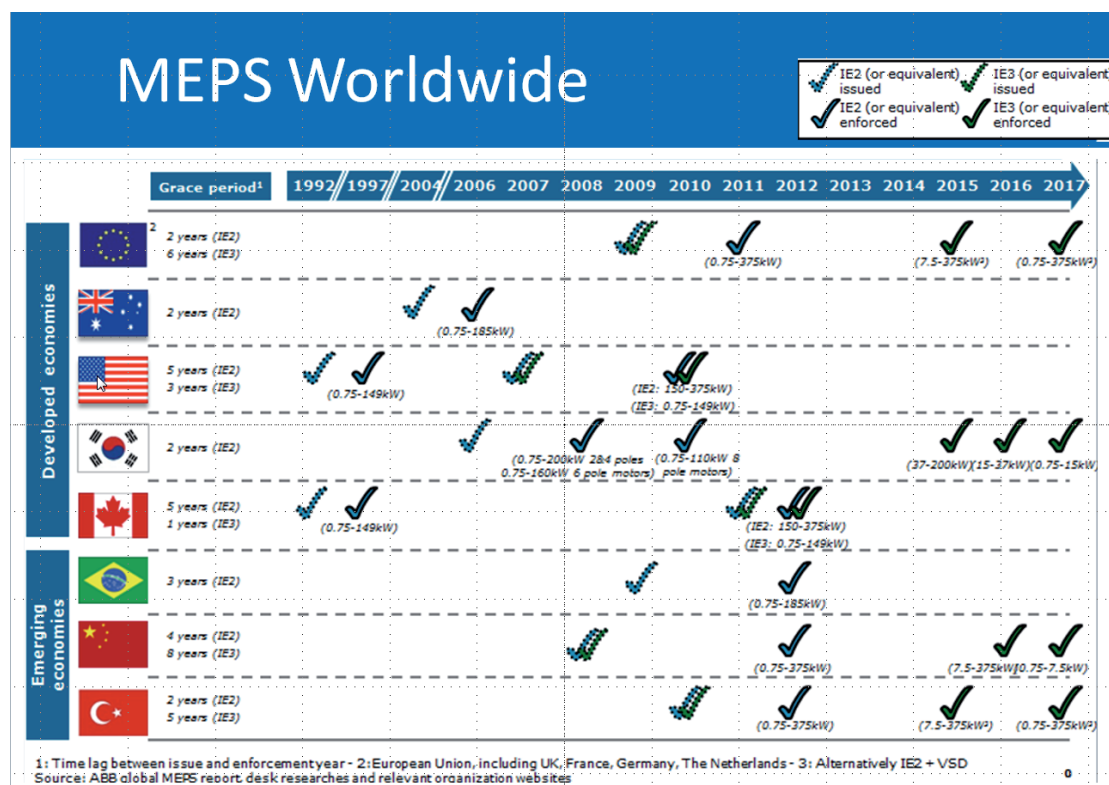 MEPS Worldwide
IE2 (or equivalent) issued
IE3 (or equivalent) issued
IE2 (or equivalent) enforced
IE3 (or equivalent) enforced
Grace period¹ 1992 1997 2004 2006 2007 2008 2009 2010 2011 2012 2013 2014 2015 2016 2017
Developed economies
2
2 years (IE2)
6 years (IE3)
(0.75-375kW) (7.5-375kW²) (0.75-375kW²)
2 years (IE2)
(0.75-185kW)
5 years (IE2)
3 years (IE3)
(0.75-149kW) (IE2: 150-375kW)
(IE3: 0.75-149kW)
2 years (IE2)
(0.75-200kW 2&4 poles
0.75-160kW 6 pole motors)
(0.75-110kW 8
pole motors)
(37-200kW) (15-37kW) (0.75-15kW)
5 years (IE2)
1 years (IE3)
(0.75-149kW) (IE2: 150-375kW)
(IE3: 0.75-149kW)
Emerging economies
3 years (IE2)
(0.75-185kW)
4 years (IE2)
8 years (IE3)
(0.75-375kW) (7.5-375kW) (0.75-7.5kW)
2 years (IE2)
5 years (IE3)
(0.75-375kW) (7.5-375kW²) (0.75-375kW²)
1: Time lag between issue and enforcement year - 2:European Union, including UK, France, Germany, The Netherlands - 3: Alternatively IE2 + VSD
Source: ABB global MEPS report, desk researches and relevant organization websites
0